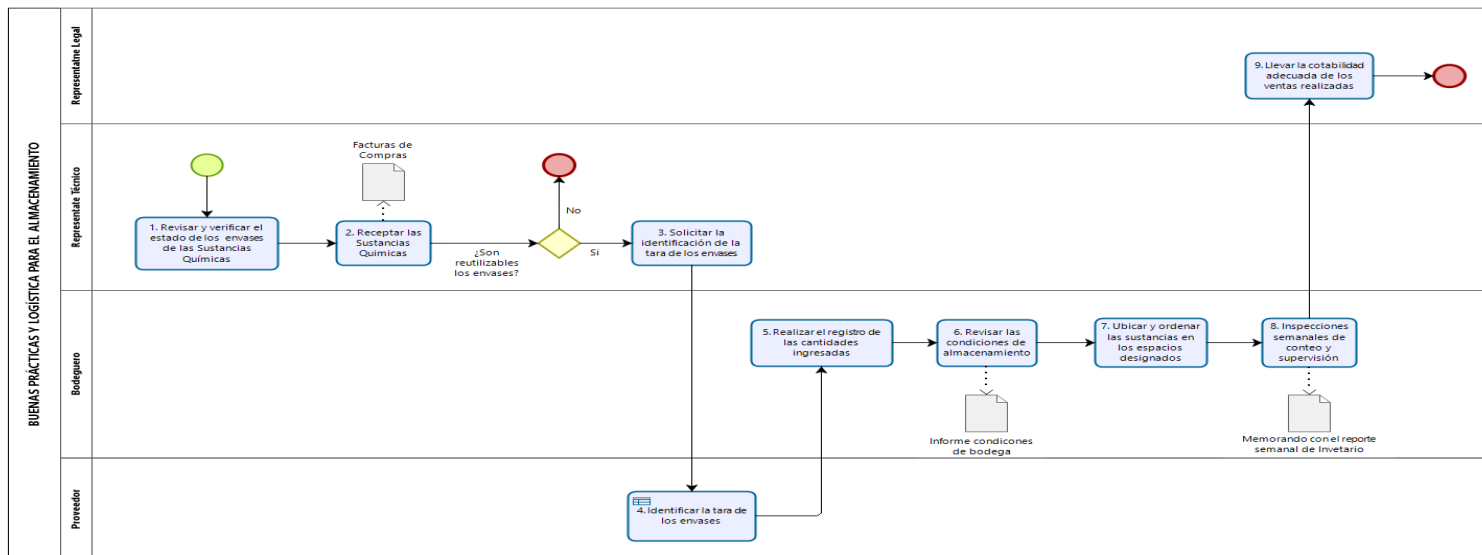 BUENAS PRÁCTICAS Y LOGÍSTICA PARA EL ALMACENAMIENTO
Representatne Legal
9. Llevar la cotabilidad
adecuada de los
ventas realizadas
Representate Técnico
Facturas de
Compras
1. Revisar y verificar el
estado de los envases
de las Sustancias
Químicas
2. Receptar las
Sustancias
Quimicas
¿Son
reutilizables
los envases?
No
Si
3. Solicitar la
identificación de la
tara de los envases
Bodeguero
5. Realizar el registro de
las cantidades
ingresadas
6. Revisar las
condiciones de
almacenamiento
7. Ubicar y ordenar
las sustancias en
los espacios
designados
8. Inspecciones
semanales de
conteo y
supervisión
Informe condicones
de bodega
Memorando con el reporte
semanal de Invetario
Proveedor
4. Identificar la tara de
los envases